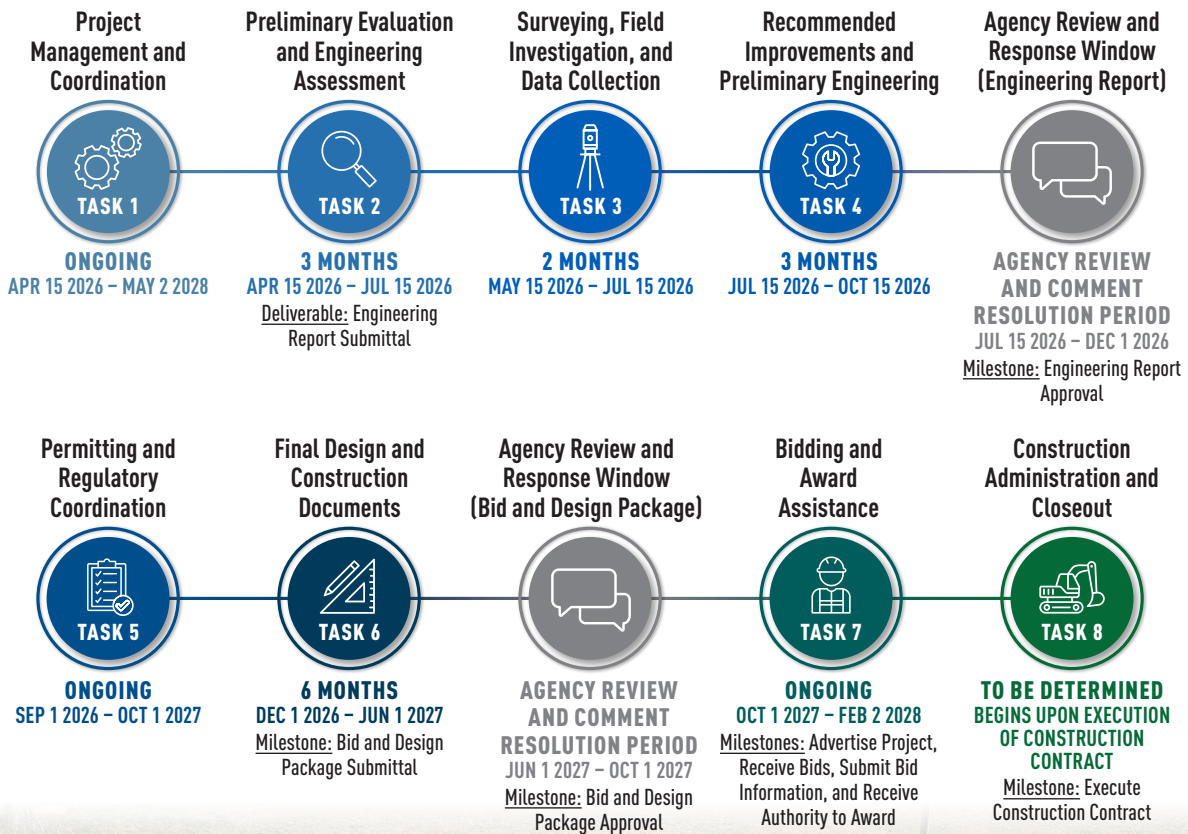 Project
Management and
Coordination
TASK 1
ONGOING
APR 15 2026 – MAY 2 2028
Preliminary Evaluation
and Engineering
Assessment
TASK 2
3 MONTHS
APR 15 2026 – JUL 15 2026
Deliverable: Engineering
Report Submittal
Surveying, Field
Investigation, and
Data Collection
TASK 3
2 MONTHS
MAY 15 2026 – JUL 15 2026
Recommended
Improvements and
Preliminary Engineering
TASK 4
3 MONTHS
JUL 15 2026 – OCT 15 2026
Agency Review and
Response Window
(Engineering Report)
AGENCY REVIEW
AND COMMENT
RESOLUTION PERIOD
JUL 15 2026 – DEC 1 2026
Milestone: Engineering Report
Approval
Permitting and
Regulatory
Coordination
TASK 5
ONGOING
SEP 1 2026 – OCT 1 2027
Final Design and
Construction
Documents
TASK 6
6 MONTHS
DEC 1 2026 – JUN 1 2027
Milestone: Bid and Design
Package Submittal
Agency Review and
Response Window
(Bid and Design Package)
AGENCY REVIEW
AND COMMENT
RESOLUTION PERIOD
JUN 1 2027 – OCT 1 2027
Milestone: Bid and Design
Package Approval
Bidding and
Award
Assistance
TASK 7
ONGOING
OCT 1 2027 – FEB 2 2028
Milestones: Advertise Project,
Receive Bids, Submit Bid
Information, and Receive
Authority to Award
Construction
Administration and
Closeout
TASK 8
TO BE DETERMINED
BEGINS UPON EXECUTION
OF CONSTRUCTION
CONTRACT
Milestone: Execute
Construction Contract